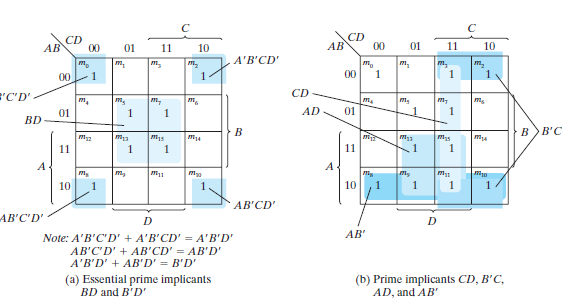 C
CD
AB 00 01 11 10
m0 m1 m3 m2
00 1 1
A'B'CD'
'C'D'
m4 m5 m7 m6
01 1 1
BD
B
m12 m13 m15 m14
11 1 1
A
m8 m9 m11 m10
10 1 1
AB'C'D'
AB'CD'
D
Note: A'B'C'D' + A'B'CD' = A'B'D'
AB'C'D' + AB'CD' = AB'D'
A'B'D' + AB'D' = B'D'
(a) Essential prime implicants
BD and B'D'
C
CD
AB 00 01 11 10
m0 m1 m3 m2
00 1 1 1
CD
m4 m5 m7 m6
01 1 1
AD
B
B'C
m12 m13 m15 m14
11 1 1
A
m8 m9 m11 m10
10 1 1 1 1
AB'
D
(b) Prime implicants CD, B'C,
AD, and AB'